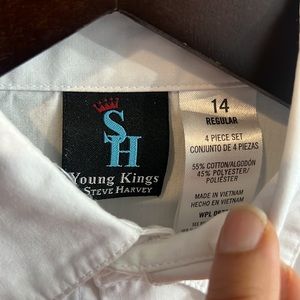 SH
Young Kings
STEVE HARVEY
14
REGULAR
4 PIECE SET
CONJUNTO DE 4 PIEZAS
55% COTTON/ALGODÓN
45% POLYESTER/
POLIÉSTER
MADE IN VIETNAM
HECHO EN VIETNAM
WPL